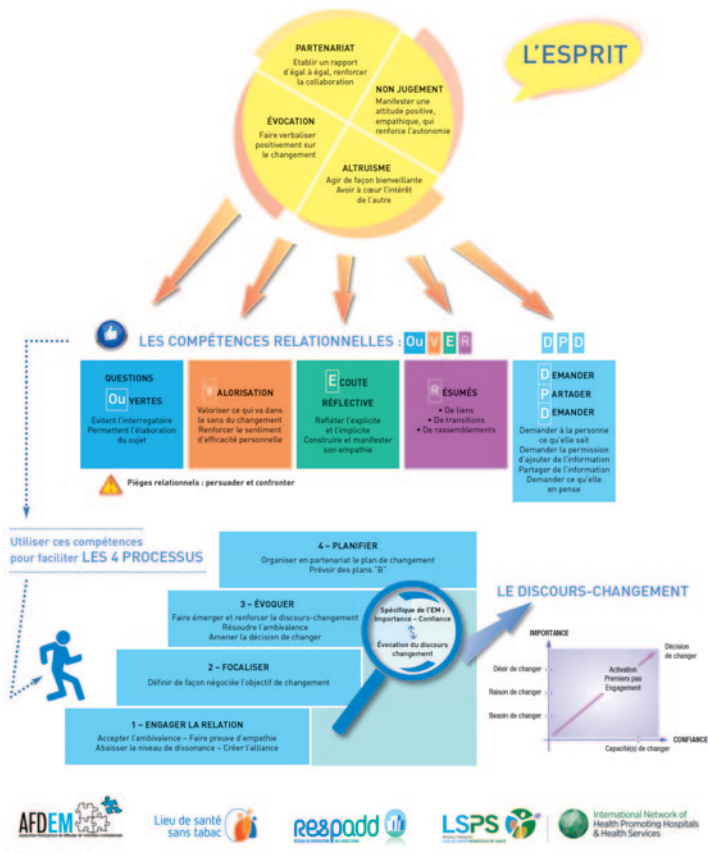 L'ESPRIT
PARTENARIAT
Etablir un rapport
d'égal à égal, renforcer
la collaboration
NON JUGEMENT
Manifester une
attitude positive,
empathique, qui
renforce l'autonomie
ÉVOCATION
Faire verbaliser
positivement sur
le changement
ALTRUISME
Agir de façon bienveillante
Avoir à cœur l'intérêt
de l'autre
LES COMPÉTENCES RELATIONNELLES : Ou V E R
D P D
QUESTIONS
OuVERTES
Evitent l'interrogatoire
Permettent l'élaboration
du sujet
VALORISATION
Valoriser ce qui va dans
le sens du changement
Renforcer le sentiment
d'efficacité personnelle
ECOUTE
RÉFLECTIVE
Refléter l'explicite
et l'implicite
Construire et manifester
son empathie
RÉSUMÉS
• De liens
• De transitions
• De rassemblements
DEMANDER
PARTAGER
DEMANDER
Demander à la personne
ce qu'elle sait
Demander la permission
d'ajouter de l'information
Partager de l'information
Demander ce qu'elle
en pense
Pièges relationnels : persuader et confronter
Utiliser ces compétences
pour faciliter LES 4 PROCESSUS
4 – PLANIFIER
Organiser en partenariat le plan de changement
Prévoir des plans "B"
3 – ÉVOQUER
Faire émerger et renforcer le discours-changement
Résoudre l'ambivalence
Amener la décision de changer
2 – FOCALISER
Définir de façon négociée l'objectif de changement
1 – ENGAGER LA RELATION
Accepter l'ambivalence – Faire preuve d'empathie
Abaisser le niveau de dissonance – Créer l'alliance
Spécifique de l'EM :
Importance – Confiance
Évocation du discours
changement
LE DISCOURS-CHANGEMENT
IMPORTANCE
Décision
de changer
Désir de changer
Activation
Premiers pas
Engagement
Raison de changer
Besoin de changer
CONFIANCE
Capacité(s) de changer
AFDEM
Lieu de santé
sans tabac
respadd
LSPS
International Network of
Health Promoting Hospitals
& Health Services